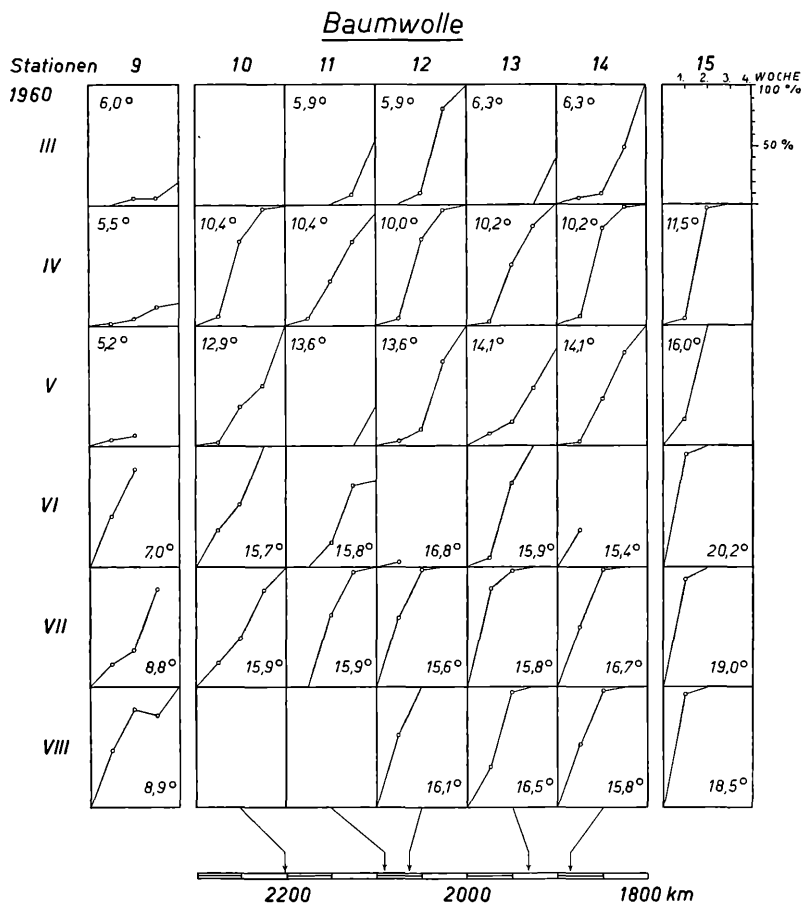 Baumwolle
Stationen 9 10 11 12 13 14 15
1. 2. 3. 4. WOCHE
1960
100 %
50 %
III 6,0° 5,9° 5,9° 6,3° 6,3°
IV 5,5° 10,4° 10,4° 10,0° 10,2° 10,2° 11,5°
V 5,2° 12,9° 13,6° 13,6° 14,1° 14,1° 16,0°
VI 7,0° 15,7° 15,8° 16,8° 15,9° 15,4° 20,2°
VII 8,8° 15,9° 15,9° 15,6° 15,8° 16,7° 19,0°
VIII 8,9° 16,1° 16,5° 15,8° 18,5°
2200 2000 1800 km